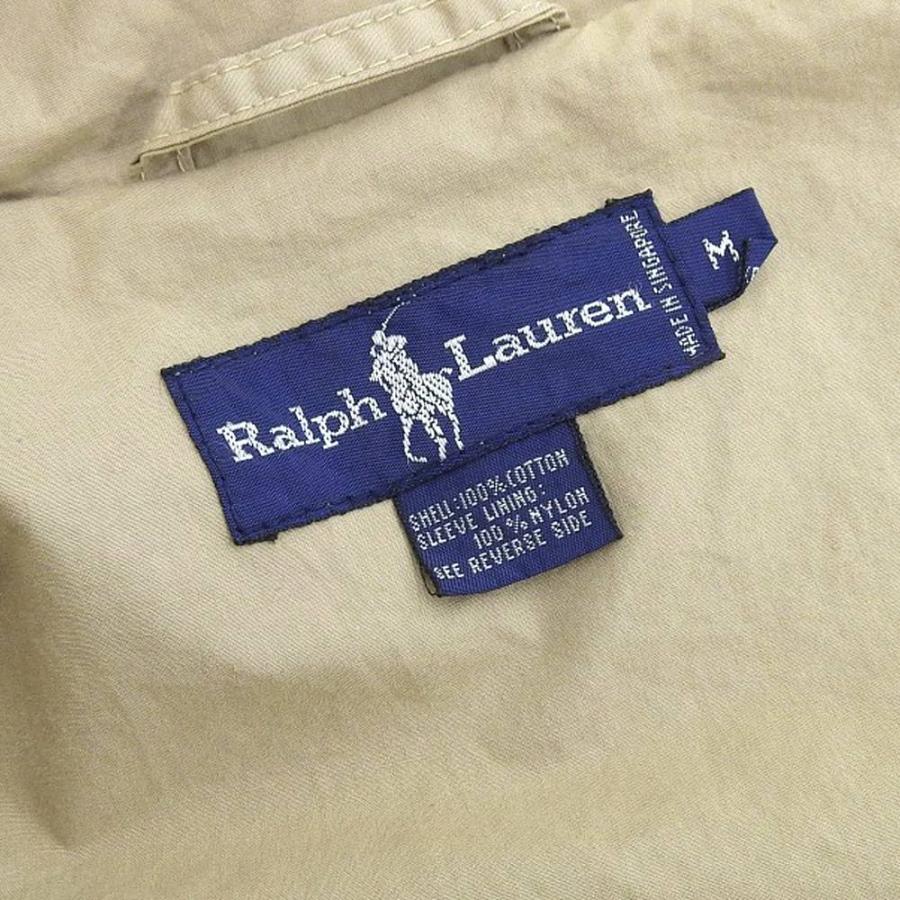 Ralph Lauren
MADE IN SINGAPORE
M
SHELL:100% COTTON
SLEEVE LINING:
100% NYLON
SEE REVERSE SIDE